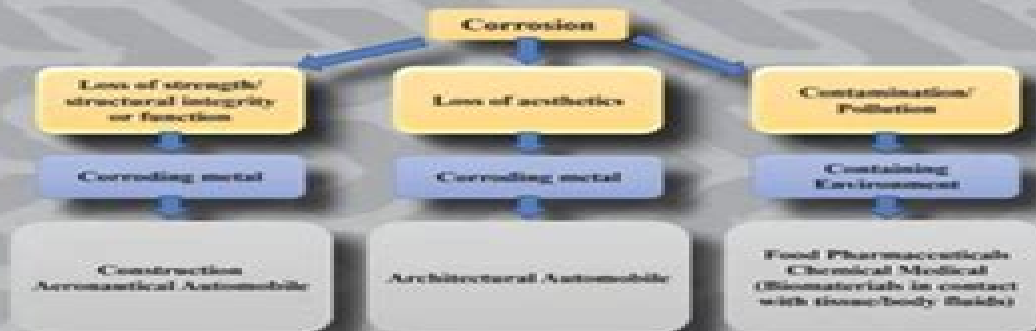 Corrosion
Loss of strength/
structural integrity
or function
Loss of aesthetics
Contamination/
Pollution
Corroding metal
Corroding metal
Containing
Environment
Construction
Aeronautical Automobile
Architectural Automobile
Food Pharmaceuticals
Chemical Medical
(Biomaterials in contact
with tissue/body fluids)